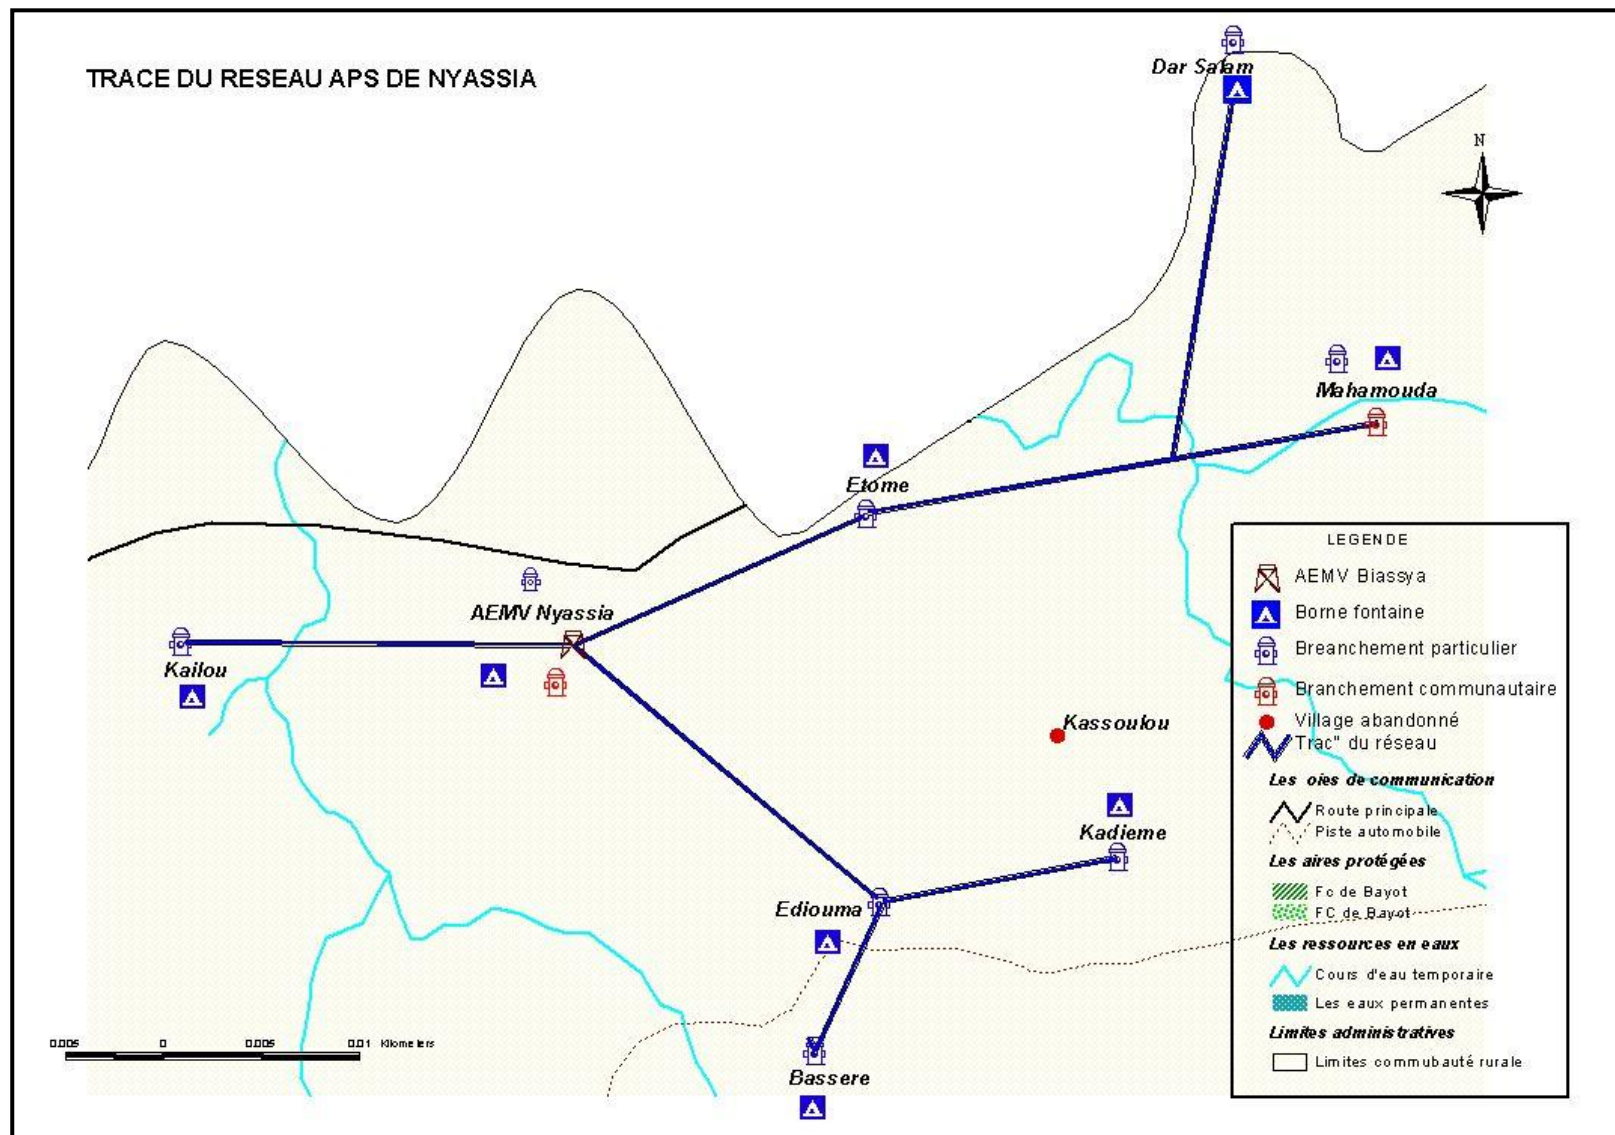 TRACE DU RESEAU APS DE NYASSIA
Dar Salam
N
Mahamouda
Etome
AEMV Nyassia
Kailou
Kassoulou
Kadieme
Ediouma
Bassere
0.005 0 0.005 0.01 Kilometers
LEGENDE
AEMV Biassya
Borne fontaine
Breanchement particulier
Branchement communautaire
Village abandonné
Trac" du réseau
Les oies de communication
Route principale
Piste automobile
Les aires protégées
Fc de Bayot
FC de Bayot
Les ressources en eaux
Cours d'eau temporaire
Les eaux permanentes
Limites administratives
Limites commubauté rurale